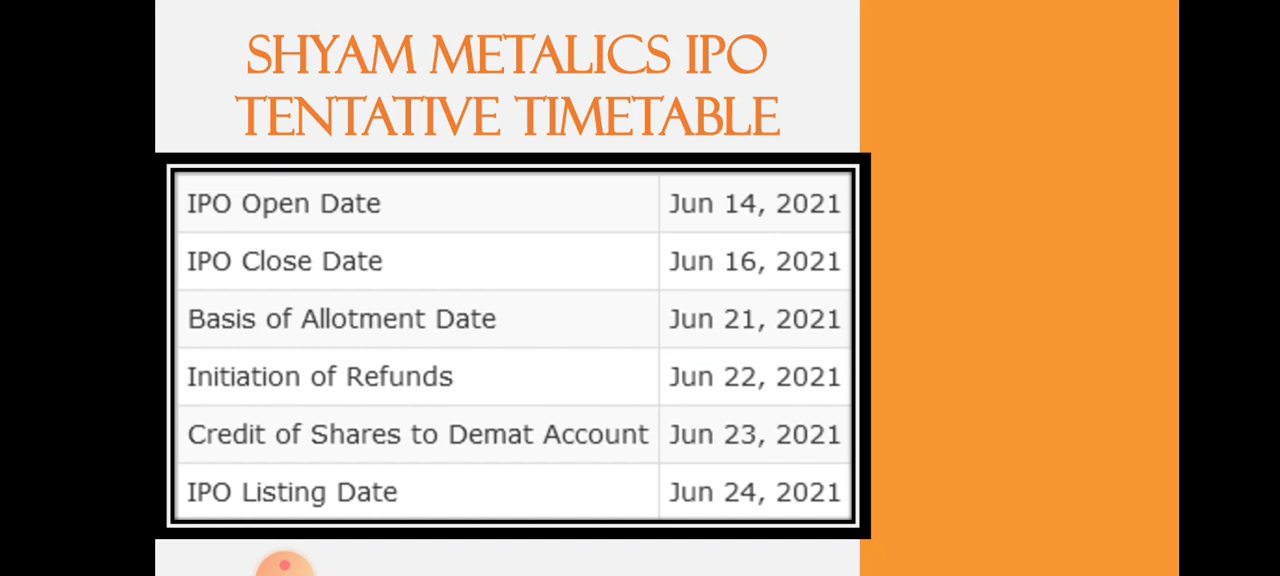 SHYAM METALICS IPO
TENTATIVE TIMETABLE
IPO Open Date Jun 14, 2021
IPO Close Date Jun 16, 2021
Basis of Allotment Date Jun 21, 2021
Initiation of Refunds Jun 22, 2021
Credit of Shares to Demat Account Jun 23, 2021
IPO Listing Date Jun 24, 2021